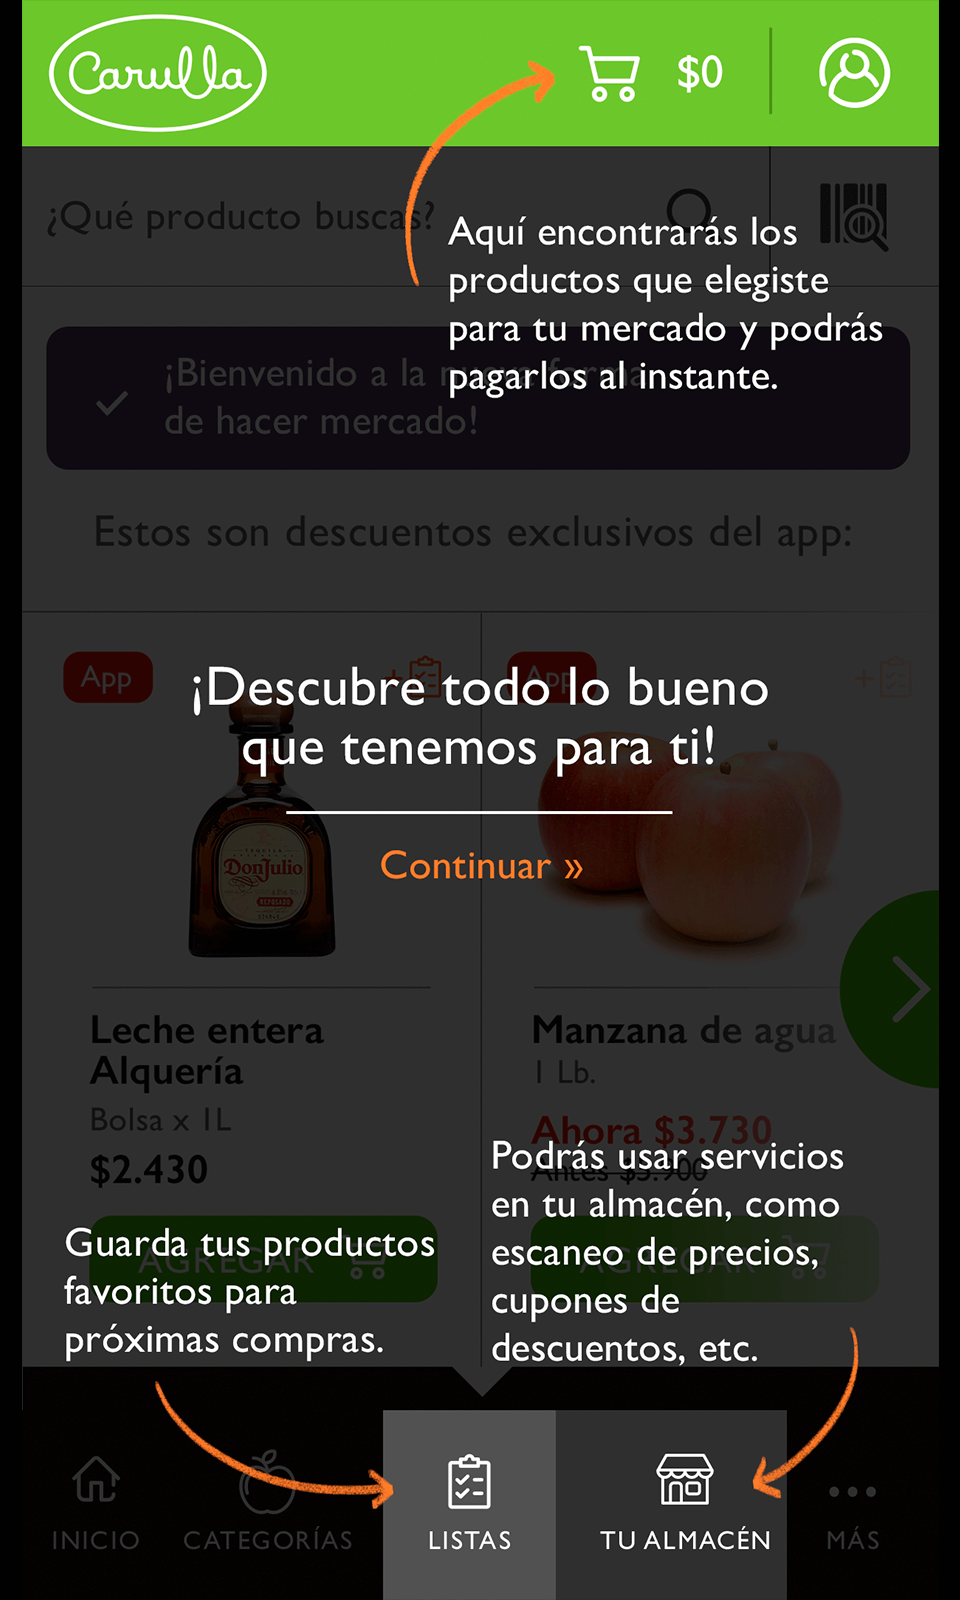 Carulla
$0
¿Qué producto buscas?
Aquí encontrarás los
productos que elegiste
para tu mercado y podrás
pagarlos al instante.
¡Bienvenido a la nueva forma
de hacer mercado!
Estos son descuentos exclusivos del app:
App
App
¡Descubre todo lo bueno
que tenemos para ti!
Continuar »
TEQUILA
Don Julio
REPOSADO
Leche entera
Alquería
Bolsa x 1L
$2.430
AGREGAR
Manzana de agua
1 Lb.
Ahora $3.730
Antes $3.900
AGREGAR
Guarda tus productos
favoritos para
próximas compras.
Podrás usar servicios
en tu almacén, como
escaneo de precios,
cupones de
descuentos, etc.
INICIO
CATEGORÍAS
LISTAS
TU ALMACÉN
MÁS